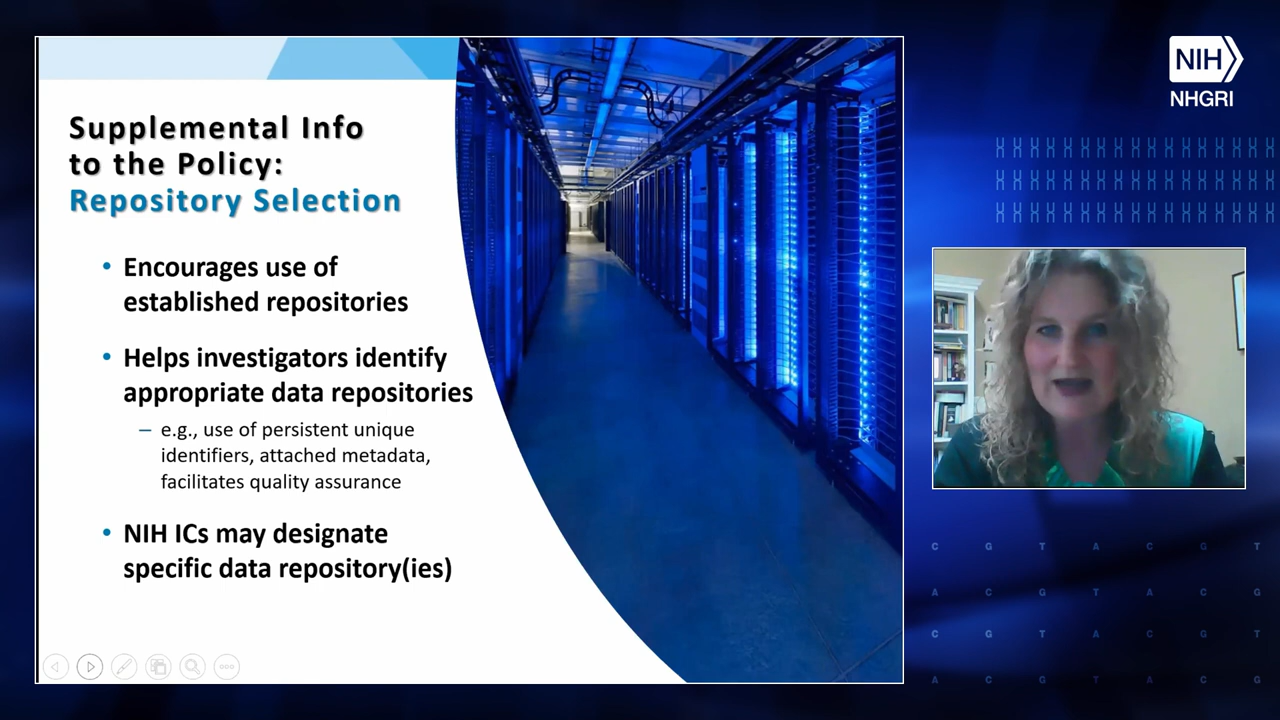 Supplemental Info
to the Policy:
Repository Selection
• Encourages use of
established repositories
• Helps investigators identify
appropriate data repositories
– e.g., use of persistent unique
identifiers, attached metadata,
facilitates quality assurance
• NIH ICs may designate
specific data repository(ies)
NIH
NHGRI
C G T A C G T
A C G T A C G
C G T A C G T
A C G T A C G